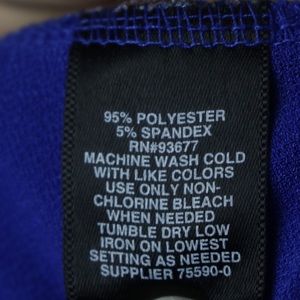 95% POLYESTER
5% SPANDEX
RN#93677
MACHINE WASH COLD
WITH LIKE COLORS
USE ONLY NON-
CHLORINE BLEACH
WHEN NEEDED
TUMBLE DRY LOW
IRON ON LOWEST
SETTING AS NEEDED
SUPPLIER 75590-0